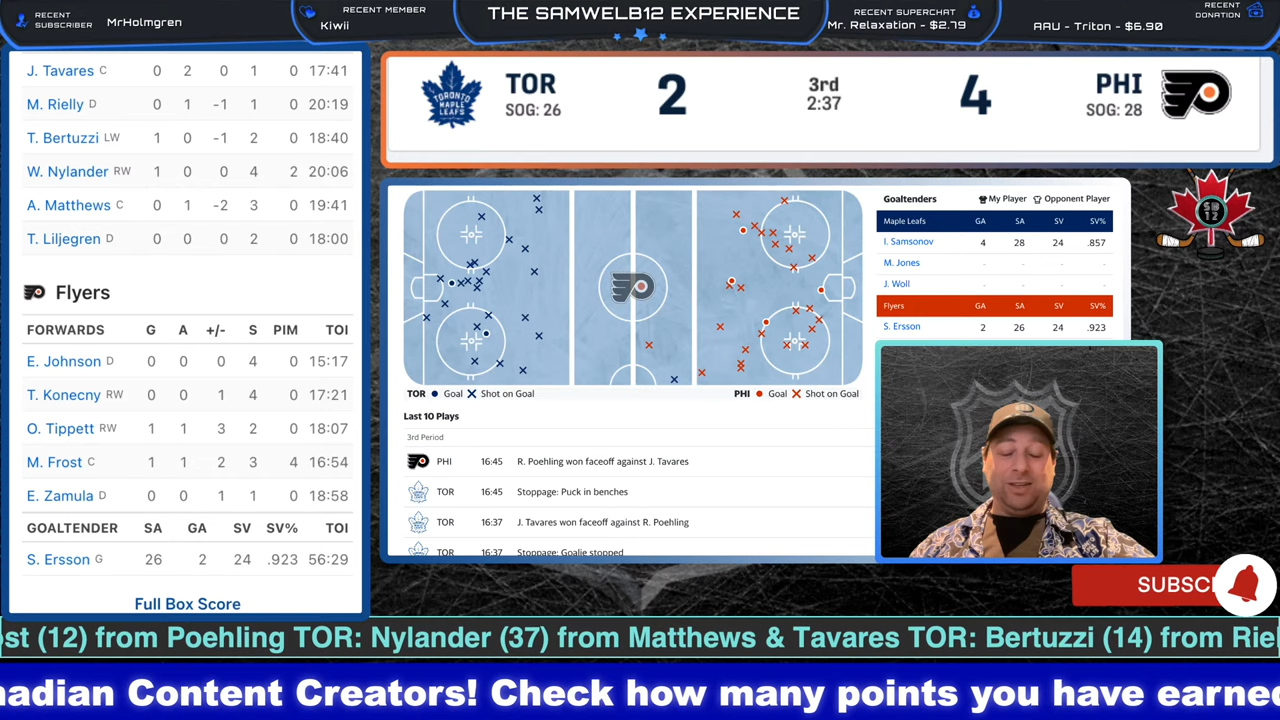 RECENT SUBSCRIBER MrHolmgren
RECENT MEMBER
Kiwii
THE SAMWELB12 EXPERIENCE
RECENT SUPERCHAT
Mr. Relaxation - $2.79
RECENT DONATION
AAU - Triton - $6.90
J. Tavares C 0 2 0 1 0 17:41
M. Rielly D 0 1 -1 1 0 20:19
T. Bertuzzi LW 1 0 -1 2 0 18:40
W. Nylander RW 1 0 0 4 2 20:06
A. Matthews C 0 1 -2 3 0 19:41
T. Liljegren D 0 0 0 2 0 18:00
Flyers
FORWARDS G A +/- S PIM TOI
E. Johnson D 0 0 0 4 0 15:17
T. Konecny RW 0 0 1 4 0 17:21
O. Tippett RW 1 1 3 2 0 18:07
M. Frost C 1 1 2 3 4 16:54
E. Zamula D 0 0 1 1 0 18:58
GOALTENDER SA GA SV SV% TOI
S. Ersson G 26 2 24 .923 56:29
Full Box Score
TORONTO MAPLE LEAFS
TOR
SOG: 26
2
3rd
2:37
4
PHI
SOG: 28
SB
12
TOR Goal Shot on Goal
PHI Goal Shot on Goal
Last 10 Plays
3rd Period
PHI 16:45 R. Poehling won faceoff against J. Tavares
TOR 16:45 Stoppage: Puck in benches
TOR 16:37 J. Tavares won faceoff against R. Poehling
TOR 16:37 Stoppage: Goalie stopped
Goaltenders My Player Opponent Player
Maple Leafs GA SA SV SV%
I. Samsonov 4 28 24 .857
M. Jones - - - -
J. Woll - - - -
Flyers GA SA SV SV%
S. Ersson 2 26 24 .923
SUBSC
ost (12) from Poehling TOR: Nylander (37) from Matthews & Tavares TOR: Bertuzzi (14) from Riel
nadian Content Creators! Check how many points you have earned